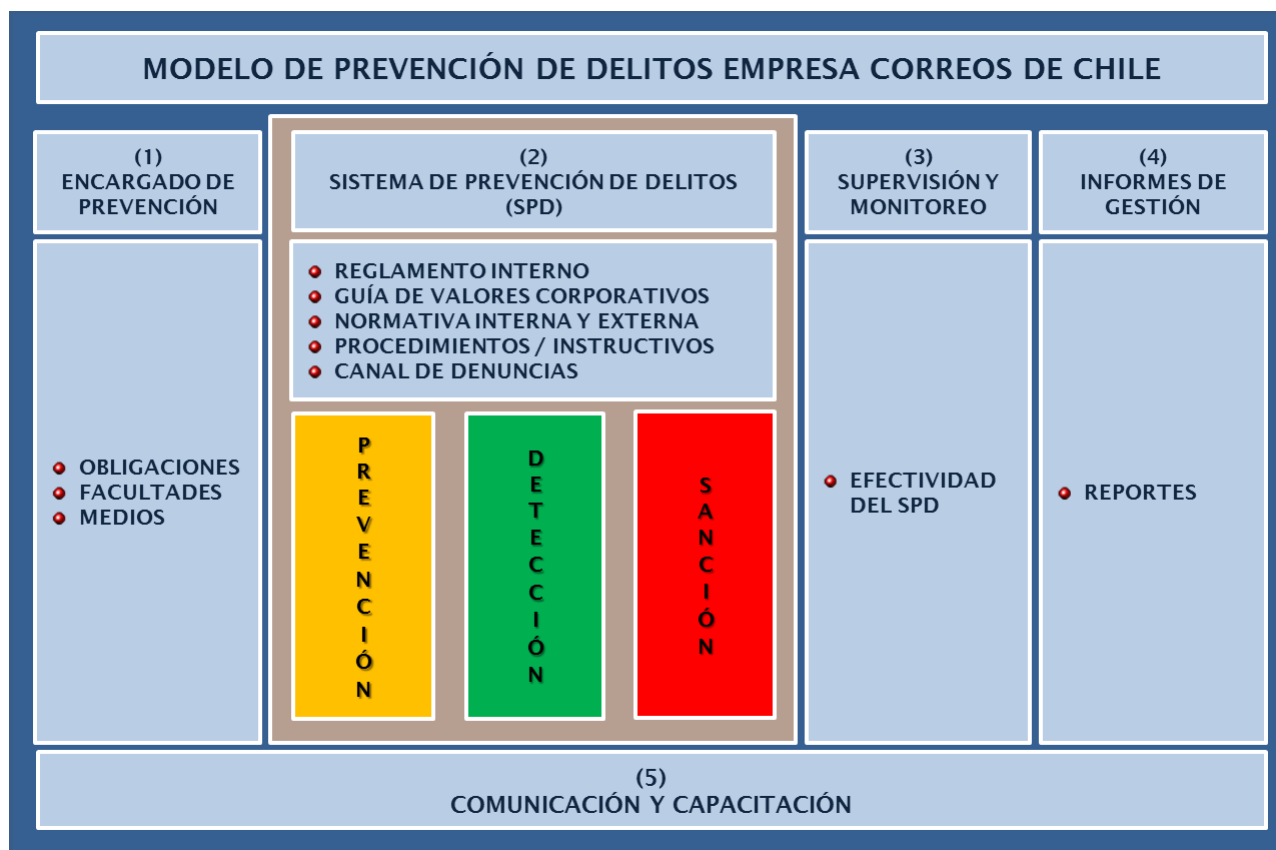 MODELO DE PREVENCIÓN DE DELITOS EMPRESA CORREOS DE CHILE
(1)
ENCARGADO DE
PREVENCIÓN
OBLIGACIONES
FACULTADES
MEDIOS
(2)
SISTEMA DE PREVENCIÓN DE DELITOS
(SPD)
REGLAMENTO INTERNO
GUÍA DE VALORES CORPORATIVOS
NORMATIVA INTERNA Y EXTERNA
PROCEDIMIENTOS / INSTRUCTIVOS
CANAL DE DENUNCIAS
PREVENCIÓN
DETECCIÓN
SANCIÓN
(3)
SUPERVISIÓN Y
MONITOREO
EFECTIVIDAD
DEL SPD
(4)
INFORMES DE
GESTIÓN
REPORTES
(5)
COMUNICACIÓN Y CAPACITACIÓN